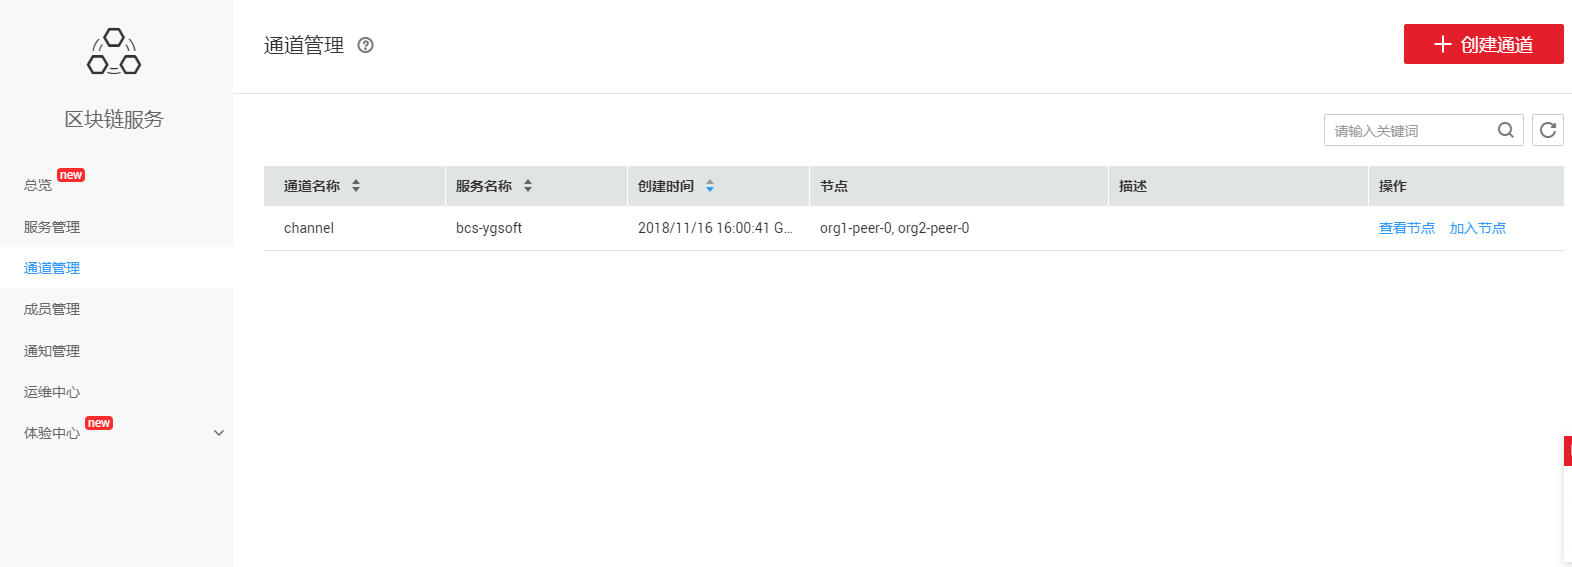 区块链服务
总览 new
服务管理
通道管理
成员管理
通知管理
运维中心
体验中心 new
通道管理
创建通道
请输入关键词
通道名称 服务名称 创建时间 节点 描述 操作
channel bcs-ygsoft 2018/11/16 16:00:41 G... org1-peer-0, org2-peer-0 查看节点 加入节点